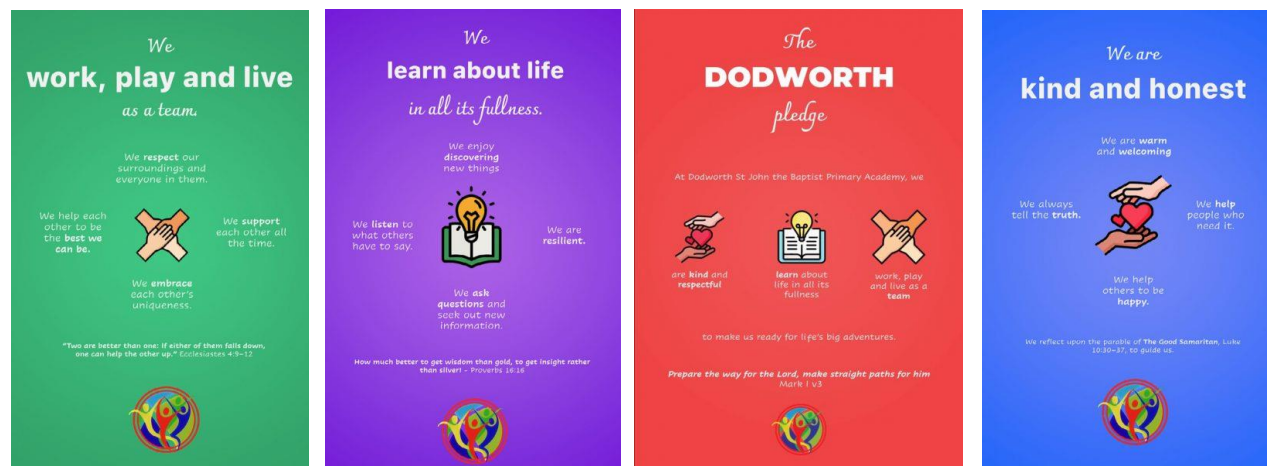 We
work, play and live
as a team.
We respect our
surroundings and
everyone in them.
We help each
other to be
the best we
can be.
We support
each other all
the time.
We embrace
each other's
uniqueness.
"Two are better than one: If either of them falls down,
one can help the other up." Ecclesiastes 4:9-12
We
learn about life
in all its fullness.
We enjoy
discovering
new things
We listen to
what others
have to say.
We are
resilient.
We ask
questions and
seek out new
information.
How much better to get wisdom than gold, to get insight rather
than silver! - Proverbs 16:16
The
DODWORTH
pledge
At Dodworth St John the Baptist Primary Academy, we
are kind and
respectful
learn about
life in all its
fullness
work, play
and live as a
team
to make us ready for life's big adventures.
Prepare the way for the Lord, make straight paths for him
Mark 1 v3
We are
kind and honest
We are warm
and welcoming
We always
tell the truth.
We help
people who
need it.
We help
others to be
happy.
We reflect upon the parable of The Good Samaritan, Luke
10:30-37, to guide us.